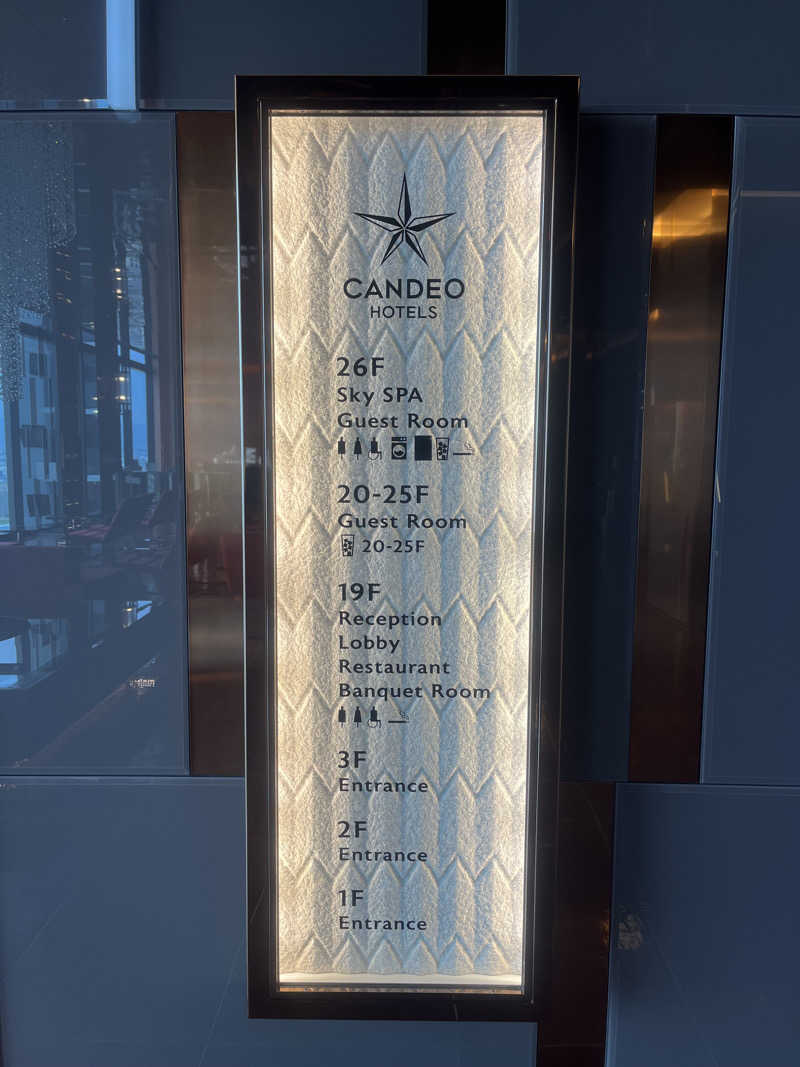 CANDEO
HOTELS
26F
Sky SPA
Guest Room
20-25F
Guest Room
20-25F
19F
Reception
Lobby
Restaurant
Banquet Room
3F
Entrance
2F
Entrance
1F
Entrance